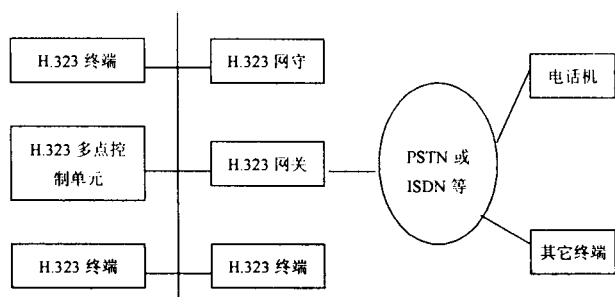 H.323 终端
H.323 网守
电话机
H.323 多点控
制单元
H.323 网关
PSTN 或
ISDN 等
H.323 终端
H.323 终端
其它终端